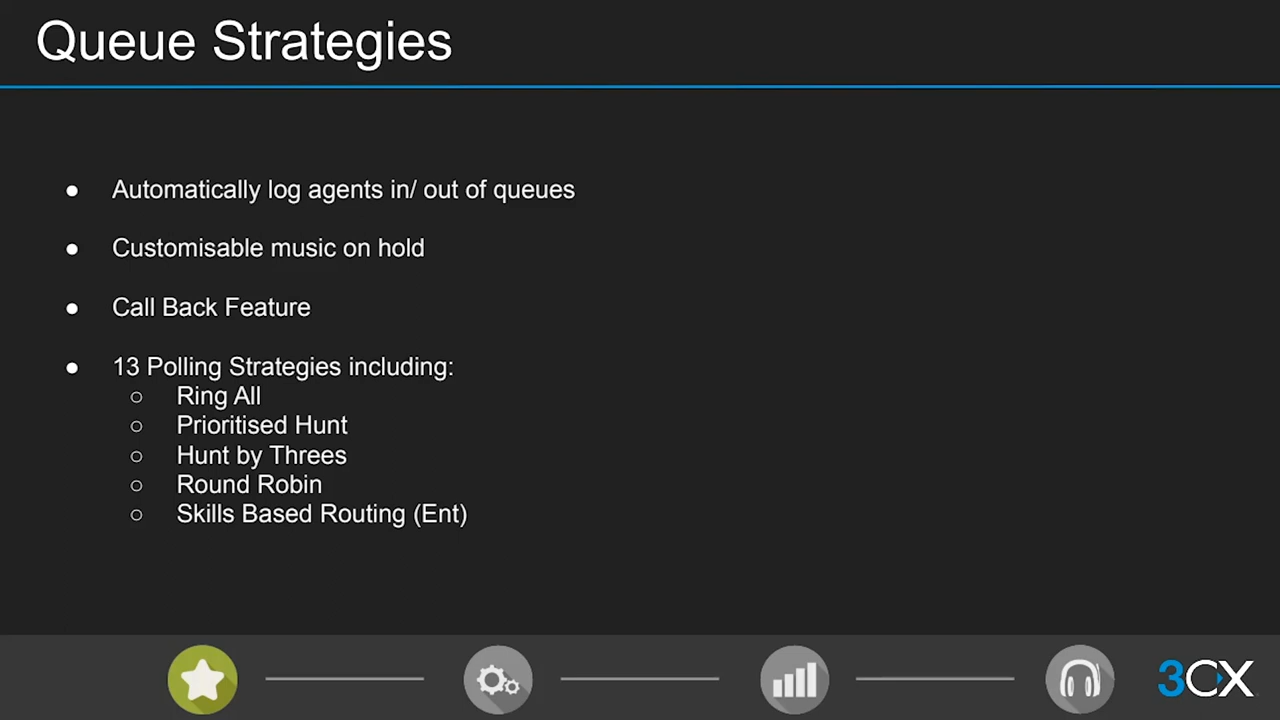 Queue Strategies
● Automatically log agents in/ out of queues
● Customisable music on hold
● Call Back Feature
● 13 Polling Strategies including:
○ Ring All
○ Prioritised Hunt
○ Hunt by Threes
○ Round Robin
○ Skills Based Routing (Ent)
3CX